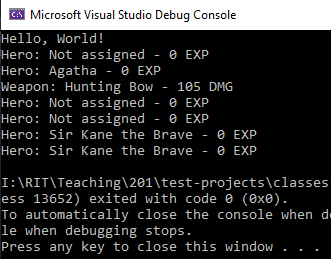 Microsoft Visual Studio Debug Console
Hello, World!
Hero: Not assigned - 0 EXP
Hero: Agatha - 0 EXP
Weapon: Hunting Bow - 105 DMG
Hero: Not assigned - 0 EXP
Hero: Not assigned - 0 EXP
Hero: Sir Kane the Brave - 0 EXP
Hero: Sir Kane the Brave - 0 EXP
I:\RIT\Teaching\201\test-projects\classes
ess 13652) exited with code 0 (0x0).
To automatically close the console when de
le when debugging stops.
Press any key to close this window . . .